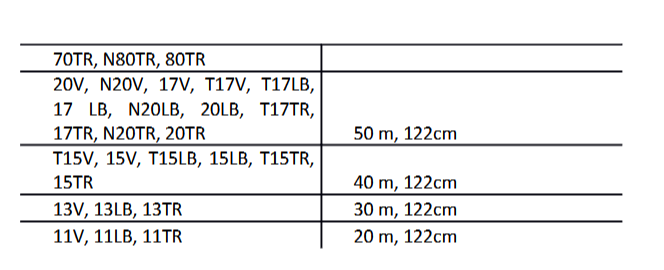 70TR, N80TR, 80TR
20V, N20V, 17V, T17V, T17LB,
17 LB, N20LB, 20LB, T17TR,
17TR, N20TR, 20TR 50 m, 122cm
T15V, 15V, T15LB, 15LB, T15TR,
15TR 40 m, 122cm
13V, 13LB, 13TR 30 m, 122cm
11V, 11LB, 11TR 20 m, 122cm